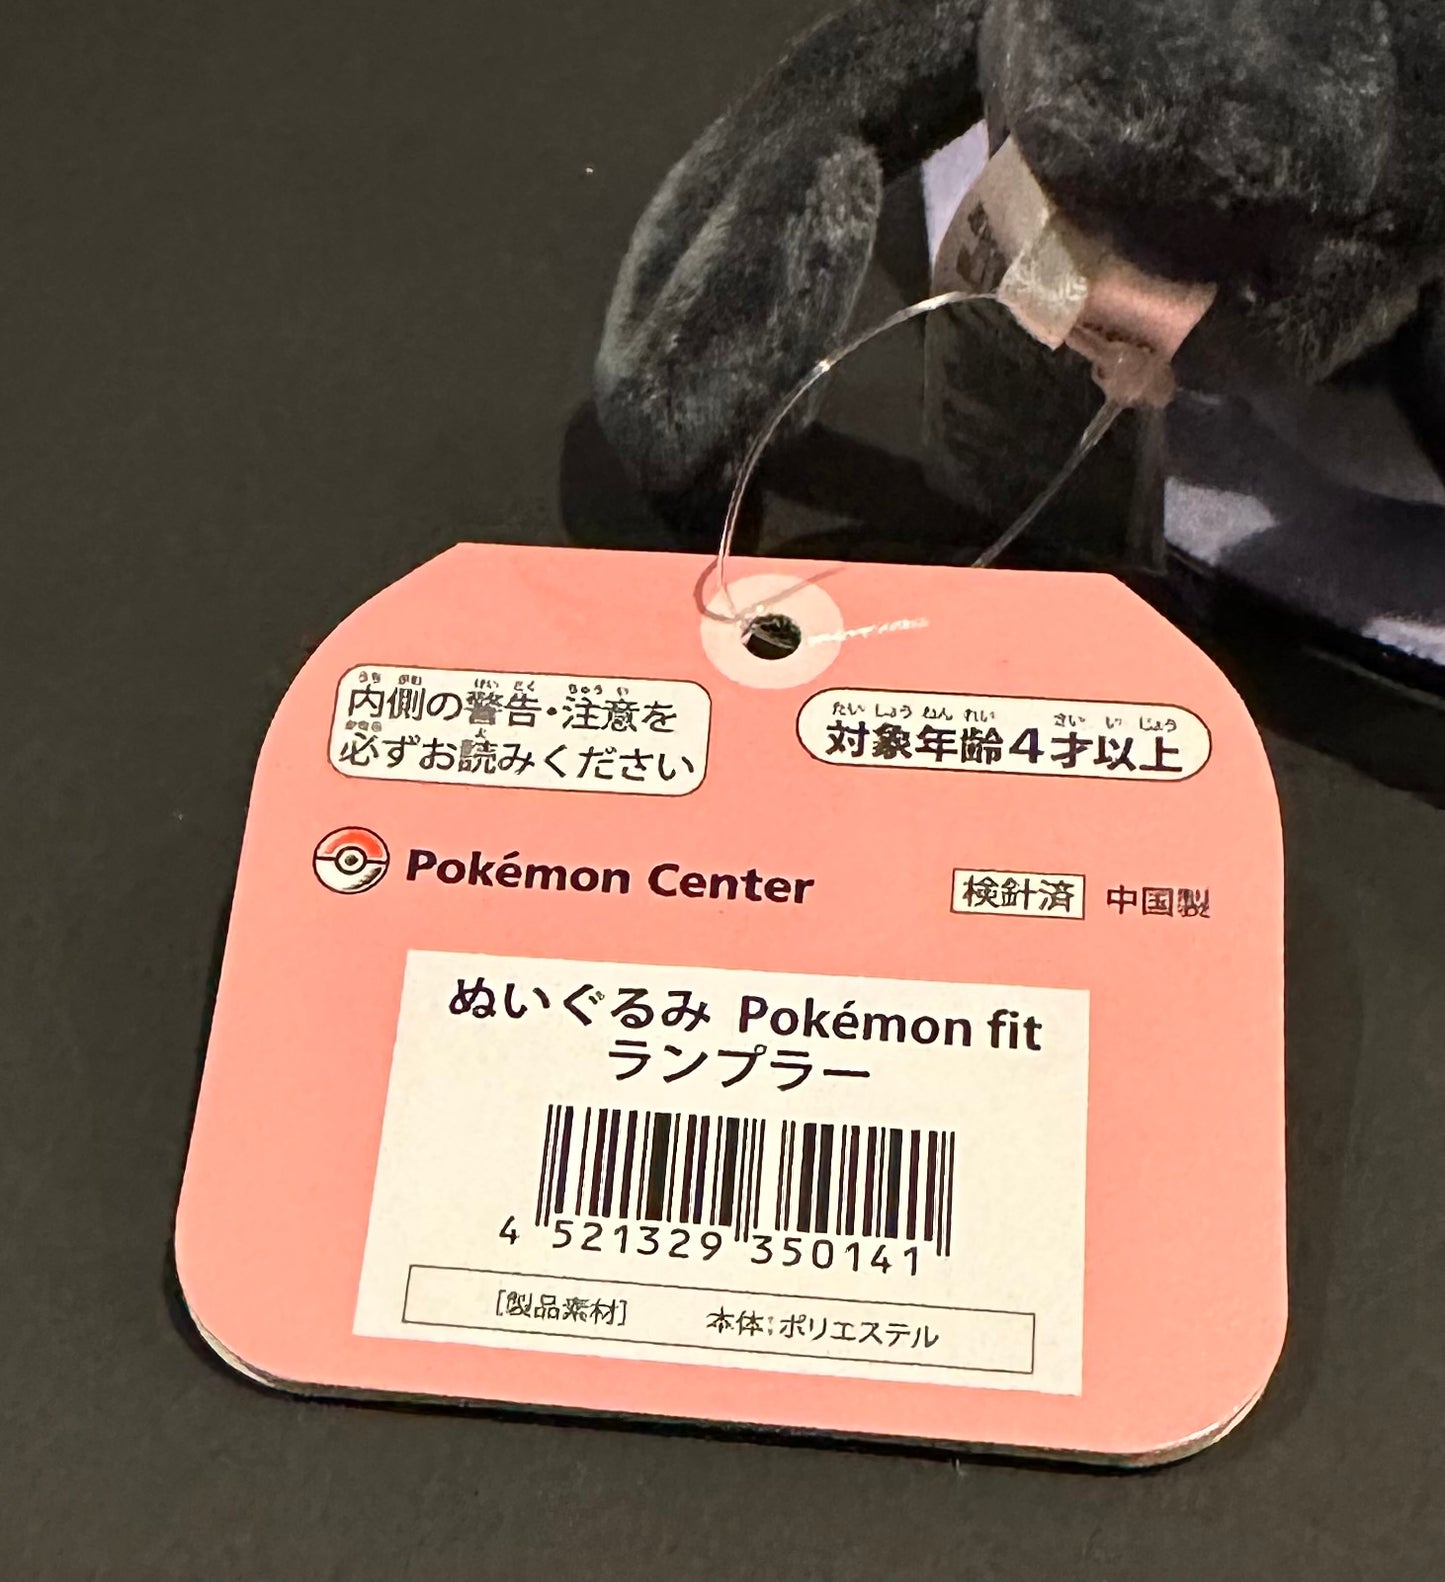 内側の警告・注意を
必ずお読みください
対象年齢4才以上
Pokémon Center
検針済 中国製
ぬいぐるみ Pokémon fit
ランプラー
4 521329 350141
[製品素材] 本体:ポリエステル